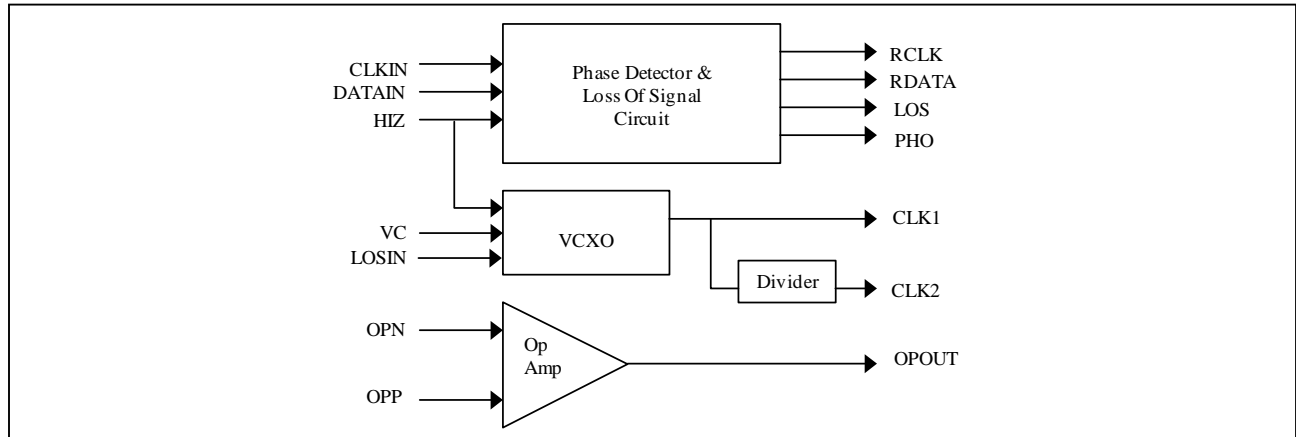 CLKIN
DATAIN
HIZ
Phase Detector &
Loss Of Signal
Circuit
RCLK
RDATA
LOS
PHO
VC
LOSIN
VCXO
CLK1
Divider
CLK2
OPN
OPP
Op
Amp
OPOUT